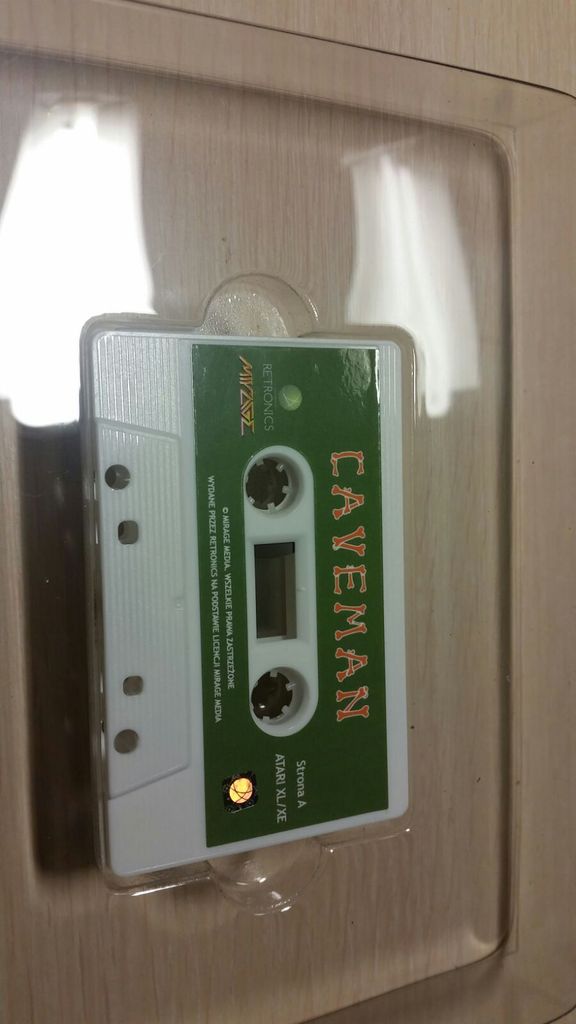 CAVEMAN
RETRONICS
MIRAGE
Strona A
ATARI XL/XE
© MIRAGE MEDIA. WSZELKIE PRAWA ZASTRZEŻONE
WYDANE PRZEZ RETRONICS NA PODSTAWIE LICENCJI MIRAGE MEDIA